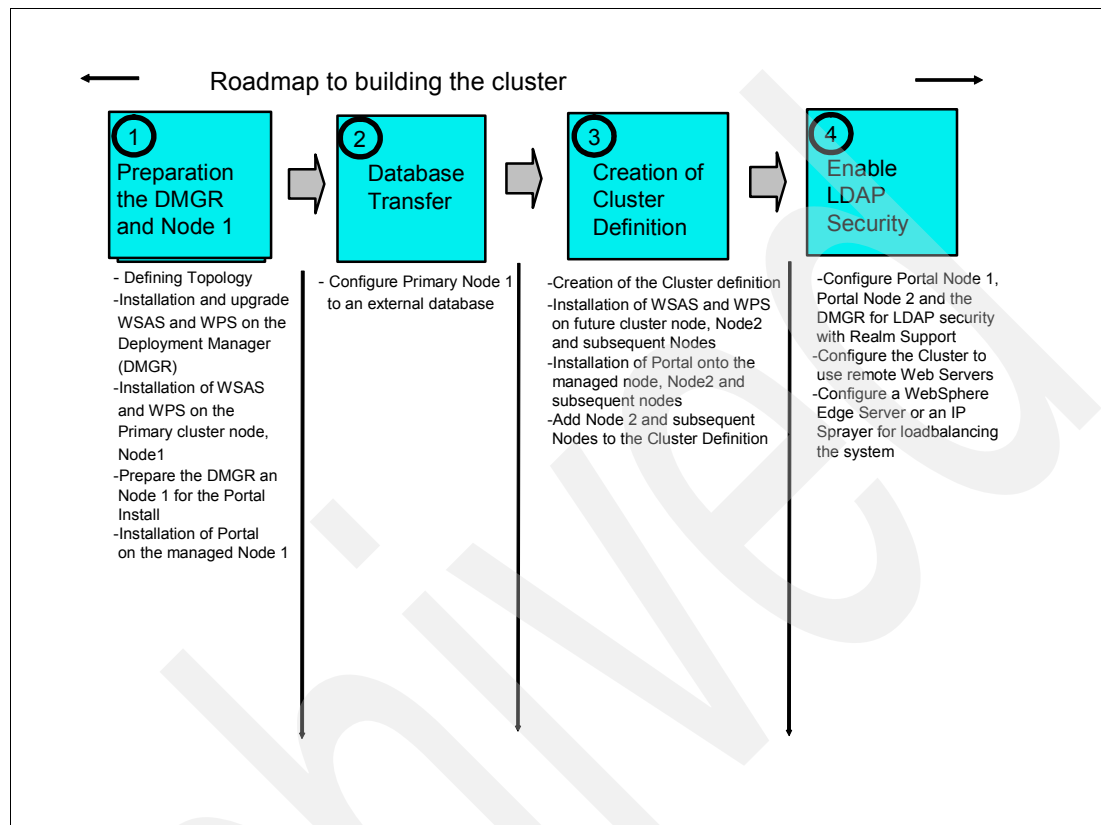 Roadmap to building the cluster
1
Preparation
the DMGR
and Node 1
2
Database
Transfer
3
Creation of
Cluster
Definition
4
Enable
LDAP
Security
- Defining Topology
-Installation and upgrade
WSAS and WPS on the
Deployment Manager
(DMGR)
-Installation of WSAS
and WPS on the
Primary cluster node,
Node1
-Prepare the DMGR an
Node 1 for the Portal
Install
-Installation of Portal
on the managed Node 1
- Configure Primary Node 1
to an external database
-Creation of the Cluster definition
-Installation of WSAS and WPS
on future cluster node, Node2
and subsequent Nodes
-Installation of Portal onto the
managed node, Node2 and
subsequent nodes
-Add Node 2 and subsequent
Nodes to the Cluster Definition
-Configure Portal Node 1,
Portal Node 2 and the
DMGR for LDAP security
with Realm Support
-Configure the Cluster to
use remote Web Servers
-Configure a WebSphere
Edge Server or an IP
Sprayer for loadbalancing
the system
hived